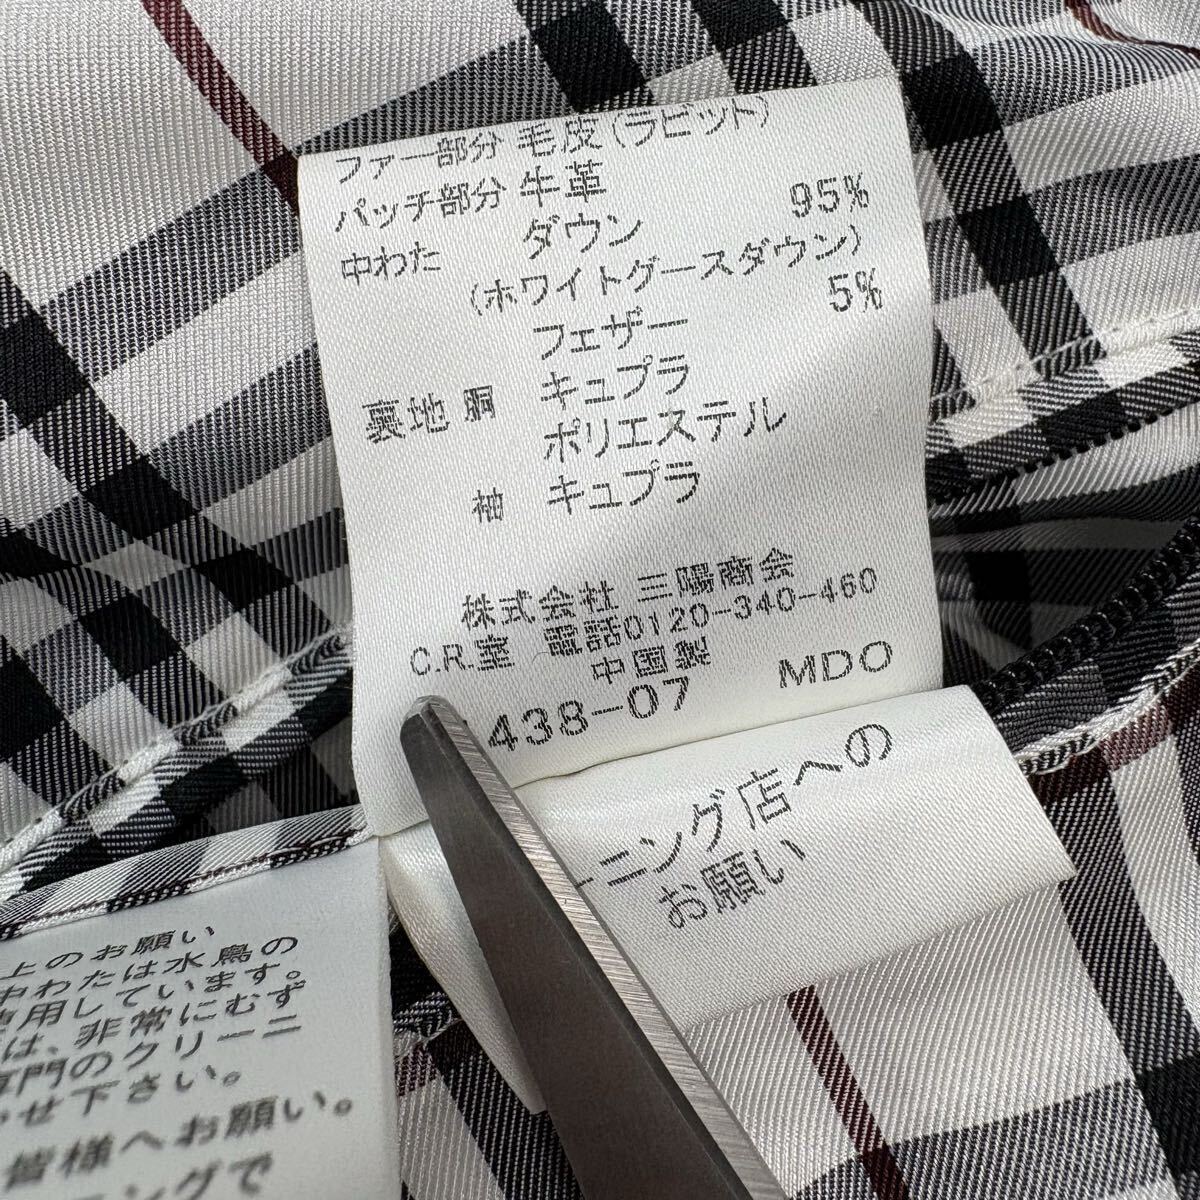 ファー部分 毛皮(ラビット)
パッチ部分 牛革
中わた ダウン 95%
(ホワイトグースダウン)
フェザー 5%
裏地 胴 キュプラ
ポリエステル
袖 キュプラ
株式会社 三陽商会
C.R.室 電話0120-340-460
中国製
438-07 MDO
ーニング店への
お願い
上のお願い
中わたは水鳥の
使用しています。
は、非常にむず
専門のクリーニ
わせ下さい。
皆様へお願い。
ニングで